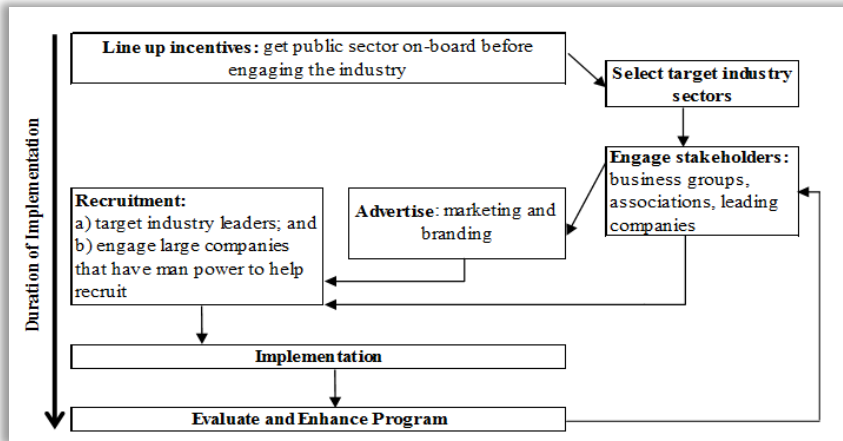 Line up incentives: get public sector on-board before
engaging the industry
Select target industry
sectors
Engage stakeholders:
business groups,
associations, leading
companies
Advertise: marketing and
branding
Recruitment:
a) target industry leaders; and
b) engage large companies
that have man power to help
recruit
Implementation
Evaluate and Enhance Program
Duration of Implementation